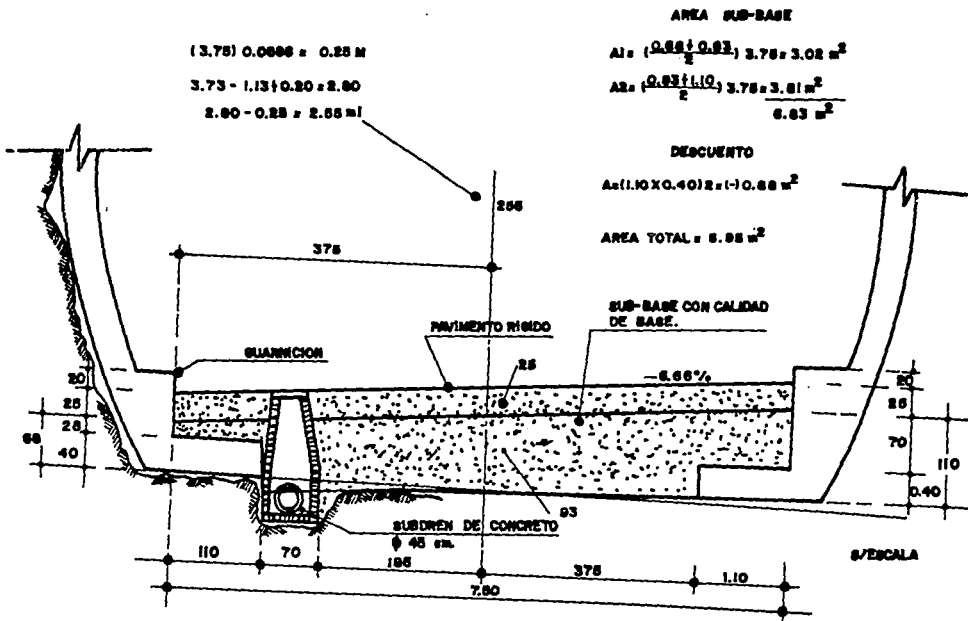 AREA SUB-BASE
(3.75) 0.0666 = 0.25 M
3.73 - 1.13 + 0.20 = 2.80
2.80 - 0.25 = 2.55 ml
A1= (0.66 + 0.93 / 2) 3.75 = 3.02 m²
A2= (0.93 + 1.10 / 2) 3.75 = 3.81 m²
6.83 m²
DESCUENTO
A=(1.10 X 0.40) 2 = (-) 0.88 m²
AREA TOTAL = 5.95 m²
255
375
SUB-BASE CON CALIDAD
DE BASE.
PAVIMENTO RIGIDO
GUARNICION
25
-6.66%
20
25
28
40
68
20
25
70
0.40
110
93
SUBDREN DE CONCRETO
ϕ 45 cm.
S/ESCALA
110
70
195
375
1.10
7.50